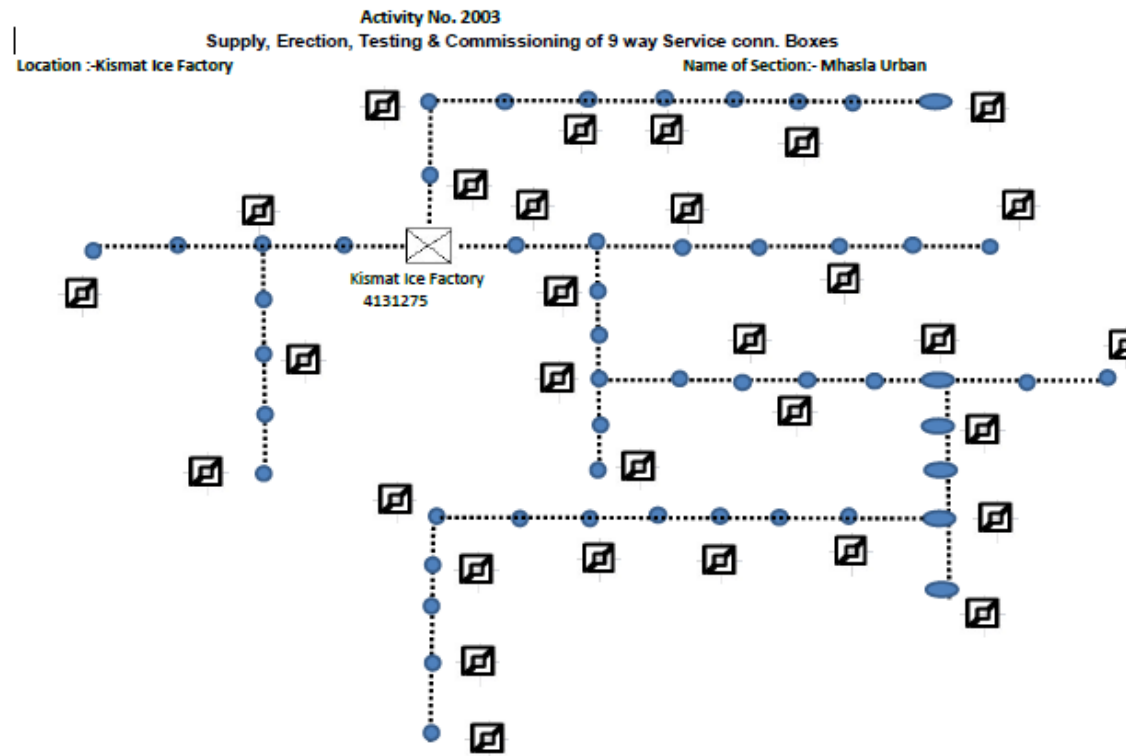 Activity No. 2003
Supply, Erection, Testing & Commissioning of 9 way Service conn. Boxes
Location :-Kismat Ice Factory
Name of Section:- Mhasla Urban
Kismat Ice Factory
4131275